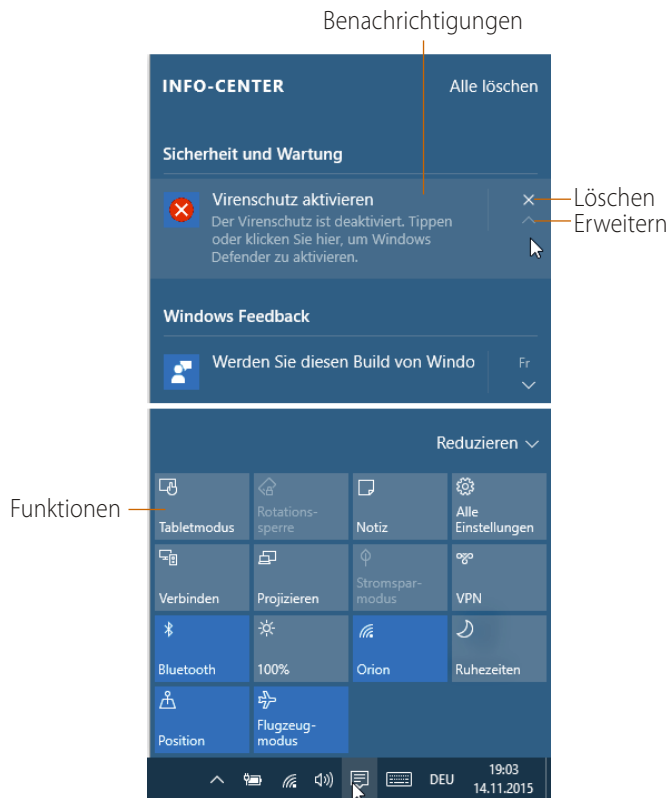 Benachrichtigungen
INFO-CENTER Alle löschen
Sicherheit und Wartung
Virenschutz aktivieren
Der Virenschutz ist deaktiviert. Tippen
oder klicken Sie hier, um Windows
Defender zu aktivieren.
Löschen
Erweitern
Windows Feedback
Werden Sie diesen Build von Windo Fr
Reduzieren
Funktionen
Tabletmodus
Rotations-
sperre
Notiz
Alle
Einstellungen
Verbinden
Projizieren
Stromspar-
modus
VPN
Bluetooth
100%
Orion
Ruhezeiten
Position
Flugzeug-
modus
DEU
19:03
14.11.2015